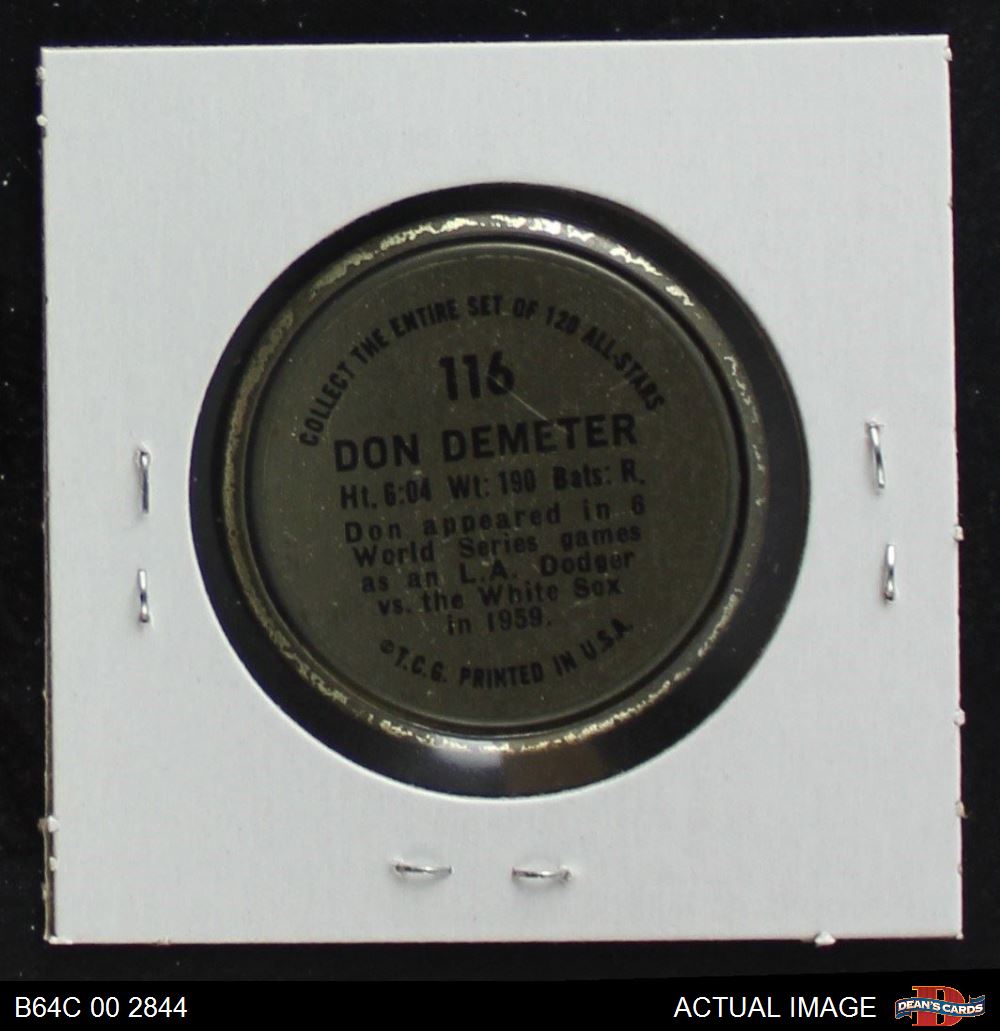 COLLECT THE ENTIRE SET OF 120 ALL-STARS
116
DON DEMETER
Ht. 6:04 Wt: 190 Bats: R.
Don appeared in 6
World Series games
as an L.A. Dodger
vs. the White Sox
in 1959.
©T.C.G. PRINTED IN U.S.A.
B64C 00 2844
ACTUAL IMAGE
D
DEAN'S CARDS